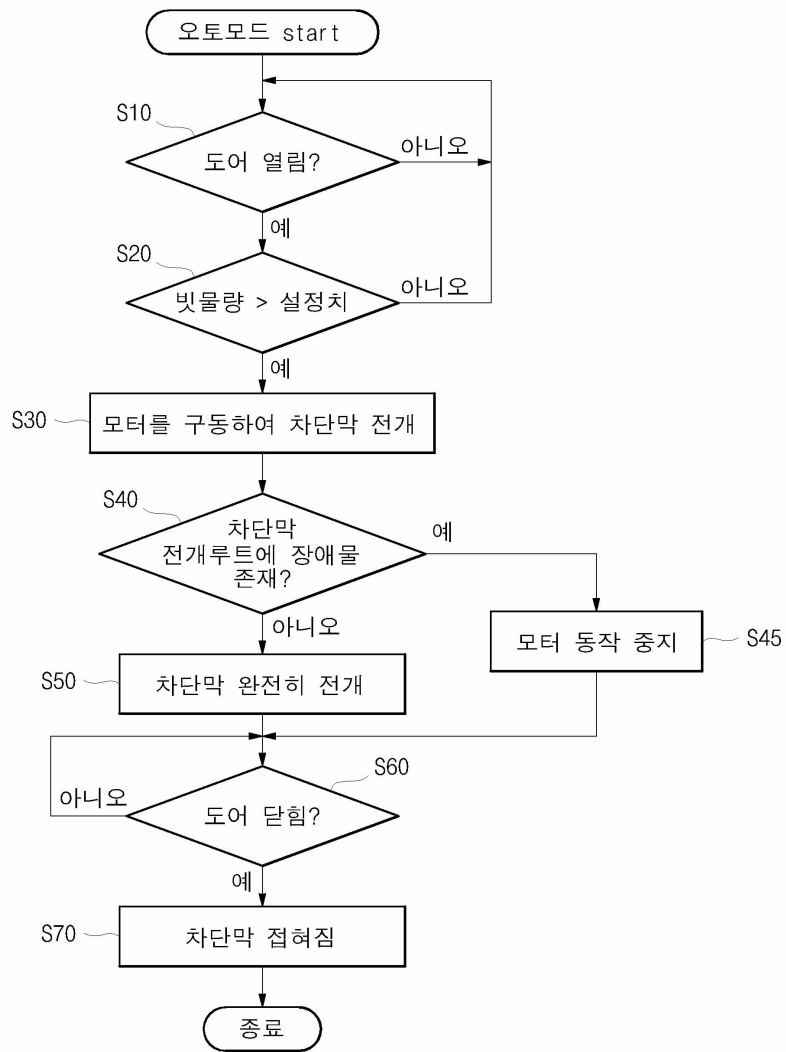 오토모드 start
S10
도어 열림?
아니오
예
S20
빗물량 > 설정치
아니오
예
S30
모터를 구동하여 차단막 전개
S40
차단막
전개루트에 장애물
존재?
예
아니오
모터 동작 중지
S45
S50
차단막 완전히 전개
S60
아니오
도어 닫힘?
예
S70
차단막 접혀짐
종료